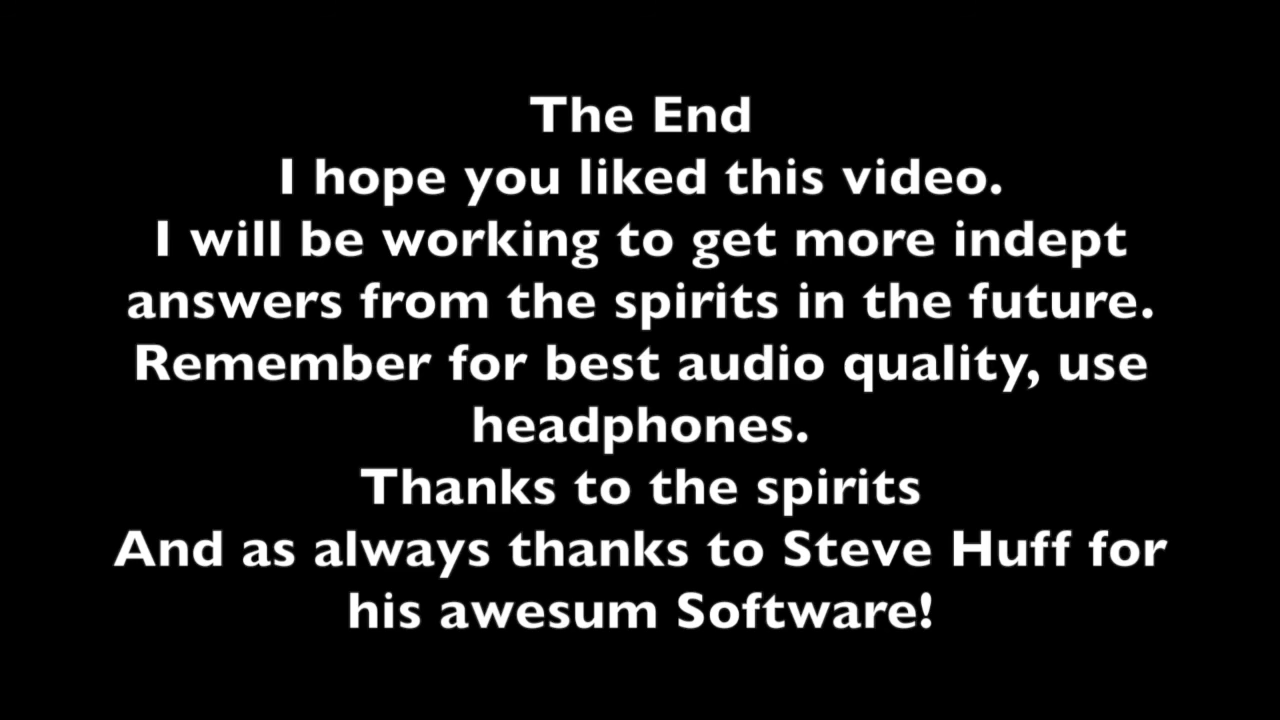 The End
I hope you liked this video.
I will be working to get more indept
answers from the spirits in the future.
Remember for best audio quality, use
headphones.
Thanks to the spirits
And as always thanks to Steve Huff for
his awesum Software!